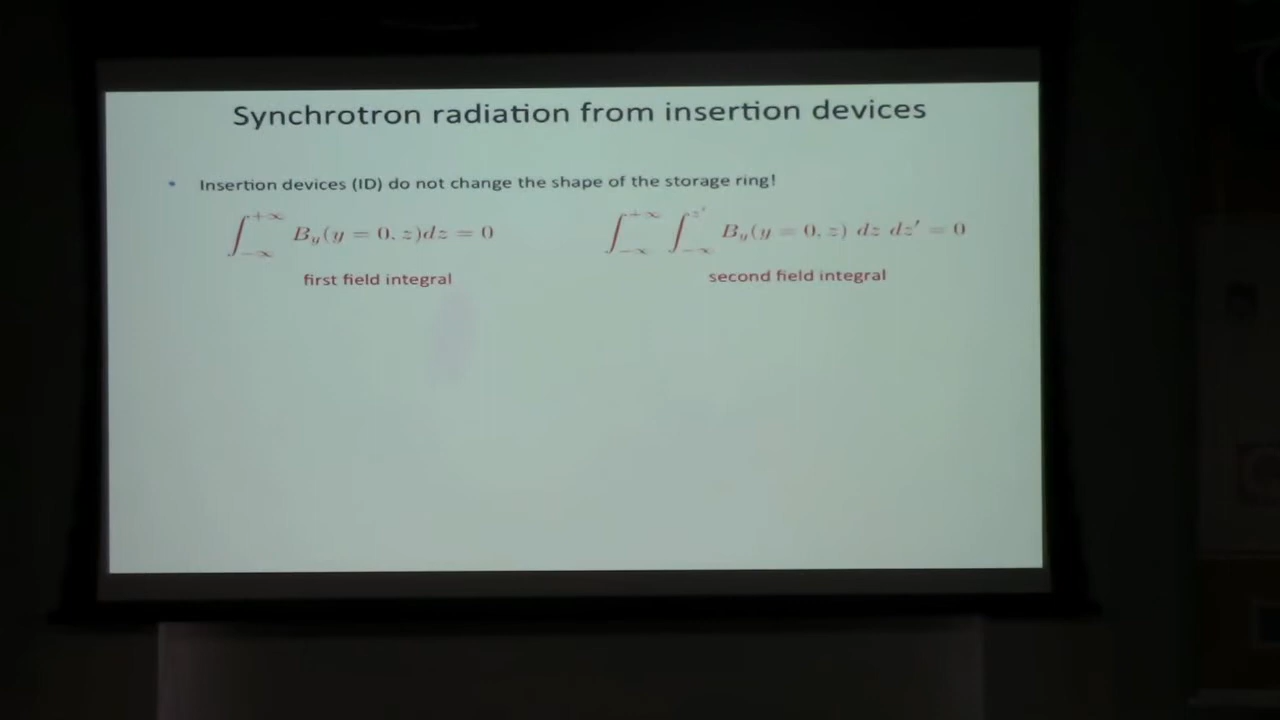 Synchrotron radiation from insertion devices
• Insertion devices (ID) do not change the shape of the storage ring!
∫_{-∞}^{+∞} B_y(y = 0, z)dz = 0
first field integral
∫_{-∞}^{+∞} ∫_{-∞}^{z'} B_y(y = 0, z) dz dz' = 0
second field integral